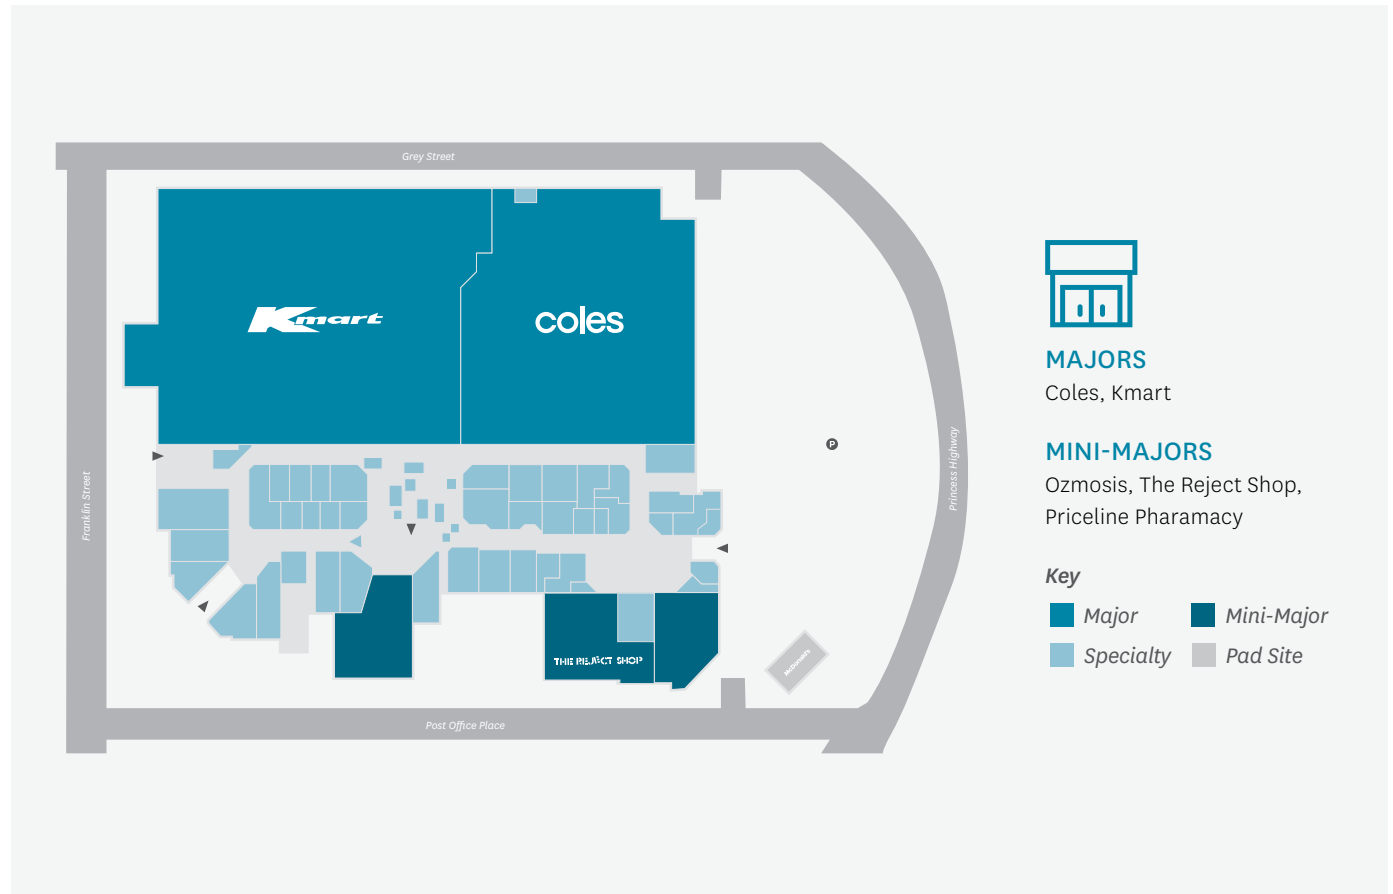 Grey Street
Kmart
coles
P
Franklin Street
Princess Highway
THE REJECT SHOP
McDonald's
Post Office Place
MAJORS
Coles, Kmart
MINI-MAJORS
Ozmosis, The Reject Shop,
Priceline Pharamacy
Key
Major
Mini-Major
Specialty
Pad Site